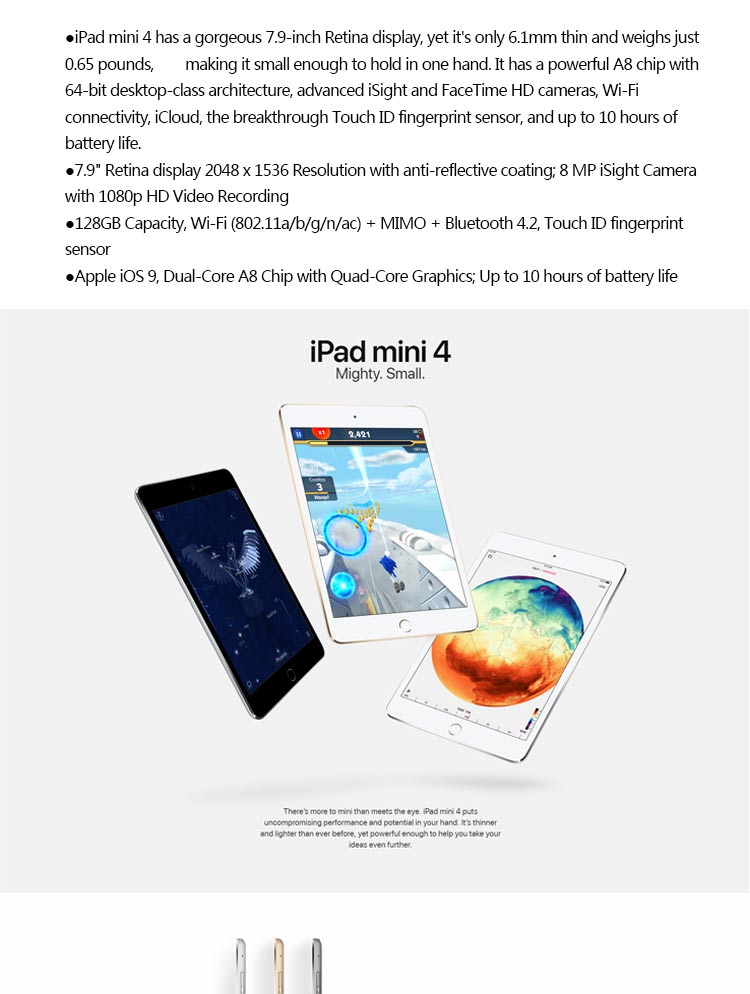 ●iPad mini 4 has a gorgeous 7.9-inch Retina display, yet it's only 6.1mm thin and weighs just
0.65 pounds, making it small enough to hold in one hand. It has a powerful A8 chip with
64-bit desktop-class architecture, advanced iSight and FaceTime HD cameras, Wi-Fi
connectivity, iCloud, the breakthrough Touch ID fingerprint sensor, and up to 10 hours of
battery life.
●7.9" Retina display 2048 x 1536 Resolution with anti-reflective coating; 8 MP iSight Camera
with 1080p HD Video Recording
●128GB Capacity, Wi-Fi (802.11a/b/g/n/ac) + MIMO + Bluetooth 4.2, Touch ID fingerprint
sensor
●Apple iOS 9, Dual-Core A8 Chip with Quad-Core Graphics; Up to 10 hours of battery life
iPad mini 4
Mighty. Small.
x1
2,421
Combo
3
Hoop!
There's more to mini than meets the eye. iPad mini 4 puts
uncompromising performance and potential in your hand. It's thinner
and lighter than ever before, yet powerful enough to help you take your
ideas even further.